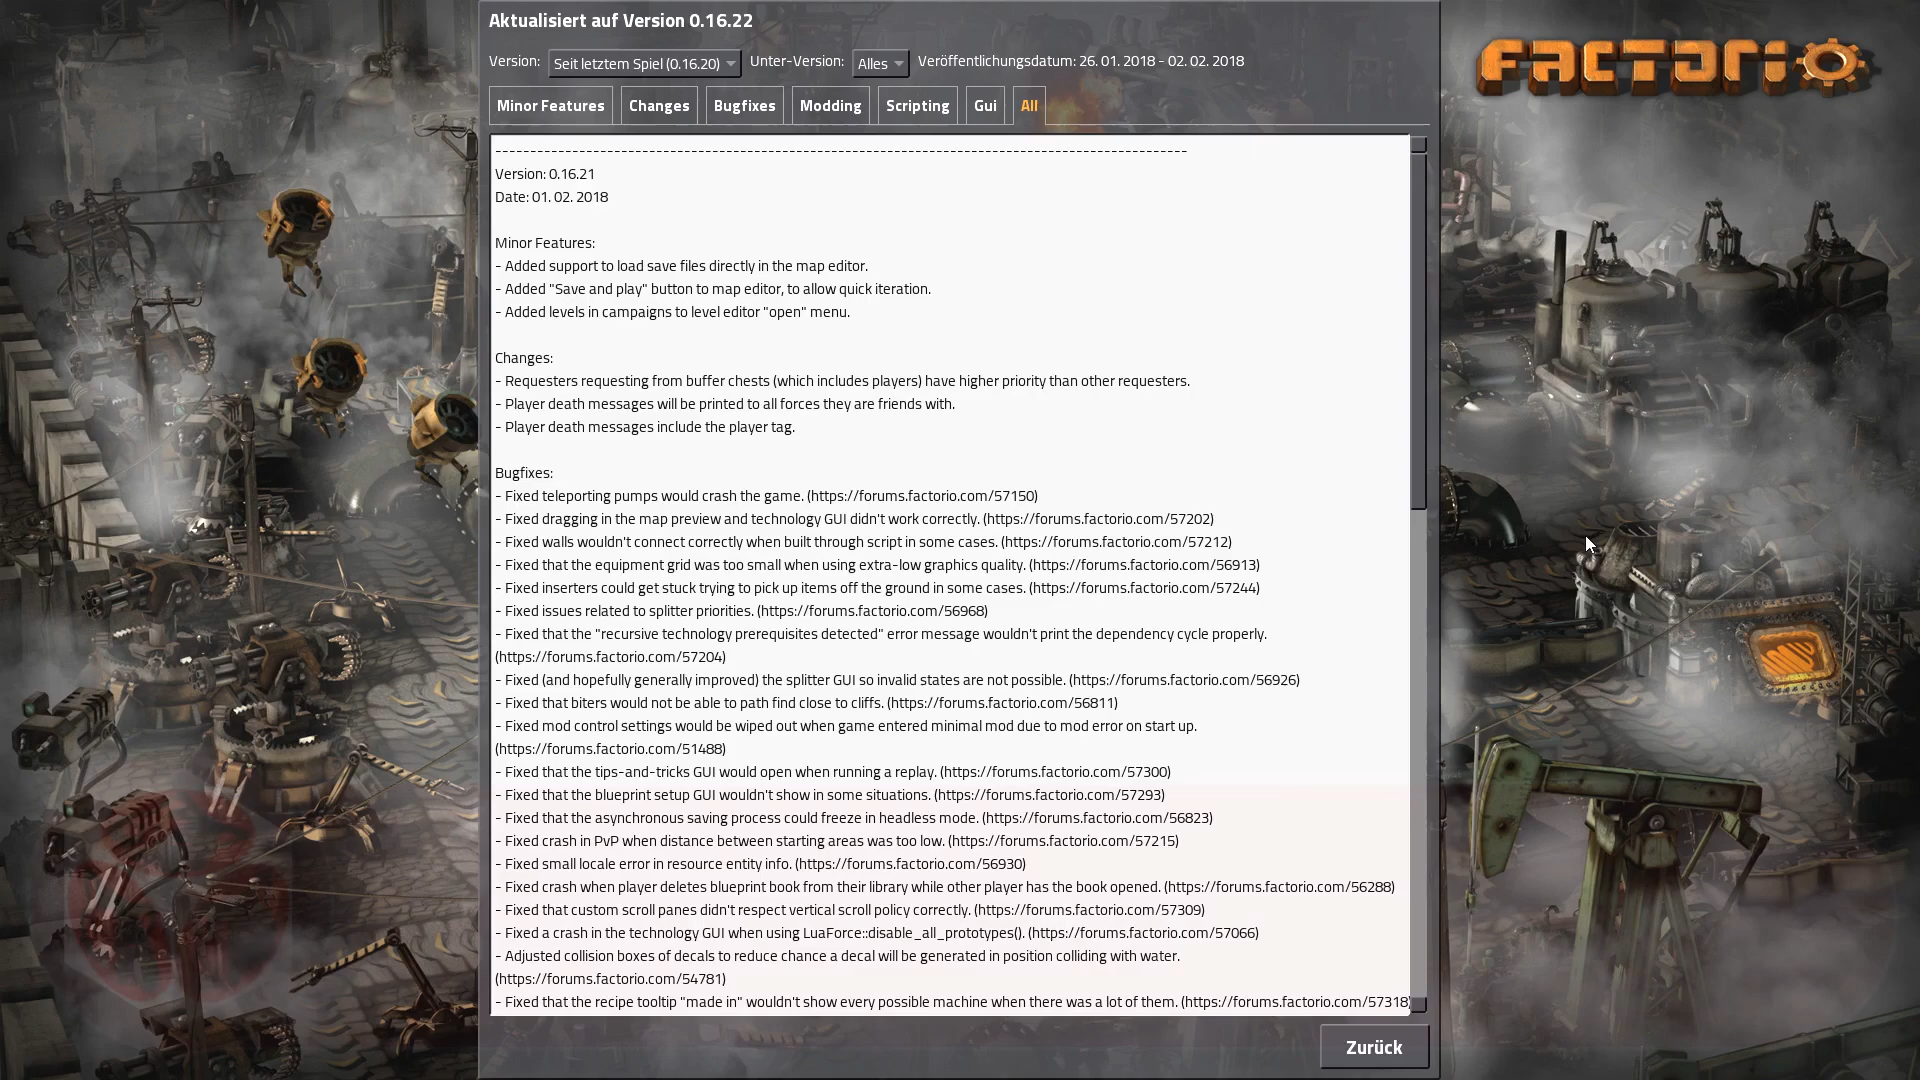 Aktualisiert auf Version 0.16.22
FACTORIO
Version: Seit letztem Spiel (0.16.20) Unter-Version: Alles Veröffentlichungsdatum: 26. 01. 2018 - 02. 02. 2018
Minor Features Changes Bugfixes Modding Scripting Gui All
---------------------------------------------------------------------------------------------------
Version: 0.16.21
Date: 01. 02. 2018
Minor Features:
- Added support to load save files directly in the map editor.
- Added "Save and play" button to map editor, to allow quick iteration.
- Added levels in campaigns to level editor "open" menu.
Changes:
- Requesters requesting from buffer chests (which includes players) have higher priority than other requesters.
- Player death messages will be printed to all forces they are friends with.
- Player death messages include the player tag.
Bugfixes:
- Fixed teleporting pumps would crash the game. (https://forums.factorio.com/57150)
- Fixed dragging in the map preview and technology GUI didn't work correctly. (https://forums.factorio.com/57202)
- Fixed walls wouldn't connect correctly when built through script in some cases. (https://forums.factorio.com/57212)
- Fixed that the equipment grid was too small when using extra-low graphics quality. (https://forums.factorio.com/56913)
- Fixed inserters could get stuck trying to pick up items off the ground in some cases. (https://forums.factorio.com/57244)
- Fixed issues related to splitter priorities. (https://forums.factorio.com/56968)
- Fixed that the "recursive technology prerequisites detected" error message wouldn't print the dependency cycle properly.
(https://forums.factorio.com/57204)
- Fixed (and hopefully generally improved) the splitter GUI so invalid states are not possible. (https://forums.factorio.com/56926)
- Fixed that biters would not be able to path find close to cliffs. (https://forums.factorio.com/56811)
- Fixed mod control settings would be wiped out when game entered minimal mod due to mod error on start up.
(https://forums.factorio.com/51488)
- Fixed that the tips-and-tricks GUI would open when running a replay. (https://forums.factorio.com/57300)
- Fixed that the blueprint setup GUI wouldn't show in some situations. (https://forums.factorio.com/57293)
- Fixed that the asynchronous saving process could freeze in headless mode. (https://forums.factorio.com/56823)
- Fixed crash in PvP when distance between starting areas was too low. (https://forums.factorio.com/57215)
- Fixed small locale error in resource entity info. (https://forums.factorio.com/56930)
- Fixed crash when player deletes blueprint book from their library while other player has the book opened. (https://forums.factorio.com/56288)
- Fixed that custom scroll panes didn't respect vertical scroll policy correctly. (https://forums.factorio.com/57309)
- Fixed a crash in the technology GUI when using LuaForce::disable_all_prototypes(). (https://forums.factorio.com/57066)
- Adjusted collision boxes of decals to reduce chance a decal will be generated in position colliding with water.
(https://forums.factorio.com/54781)
- Fixed that the recipe tooltip "made in" wouldn't show every possible machine when there was a lot of them. (https://forums.factorio.com/57318)
Zurück